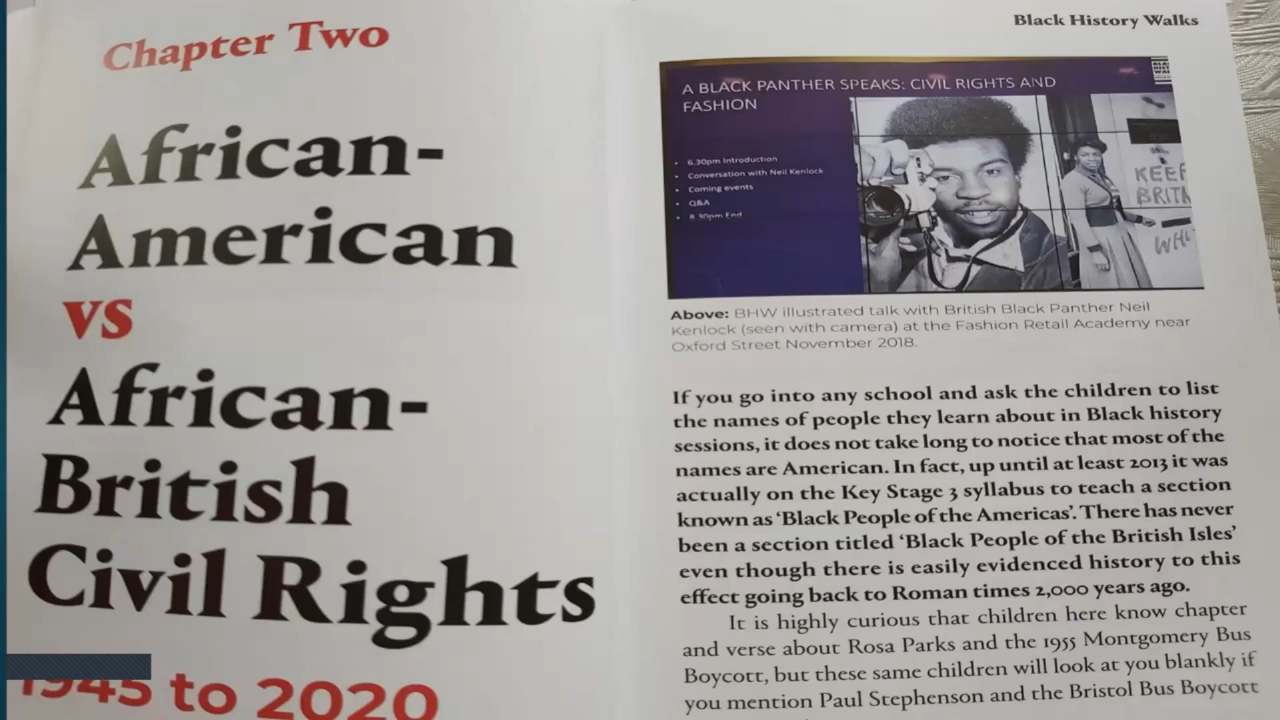 Chapter Two
African-
American
vs
African-
British
Civil Rights
1945 to 2020
Black History Walks
A BLACK PANTHER SPEAKS: CIVIL RIGHTS AND
FASHION
• 6.30pm Introduction
• Conversation with Neil Kenlock
• Coming events
• Q&A
• 8.30pm End
KEEP
BRITA
WHI
Above: BHW illustrated talk with British Black Panther Neil
Kenlock (seen with camera) at the Fashion Retail Academy near
Oxford Street November 2018.
If you go into any school and ask the children to list
the names of people they learn about in Black history
sessions, it does not take long to notice that most of the
names are American. In fact, up until at least 2013 it was
actually on the Key Stage 3 syllabus to teach a section
known as ‘Black People of the Americas’. There has never
been a section titled ‘Black People of the British Isles’
even though there is easily evidenced history to this
effect going back to Roman times 2,000 years ago.
It is highly curious that children here know chapter
and verse about Rosa Parks and the 1955 Montgomery Bus
Boycott, but these same children will look at you blankly if
you mention Paul Stephenson and the Bristol Bus Boycott